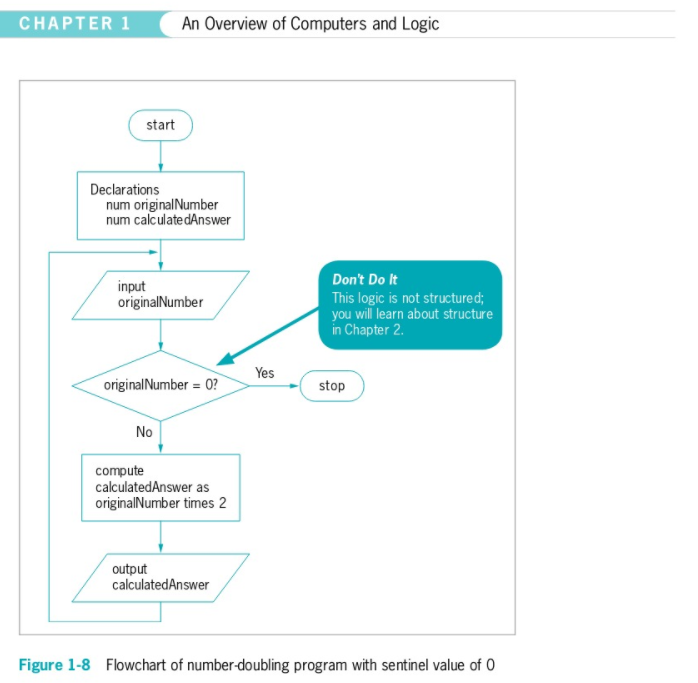 CHAPTER 1 An Overview of Computers and Logic
start
Declarations
num originalNumber
num calculatedAnswer
input
originalNumber
Don't Do It
This logic is not structured;
you will learn about structure
in Chapter 2.
originalNumber = 0?
Yes
stop
No
compute
calculatedAnswer as
originalNumber times 2
output
calculatedAnswer
Figure 1-8 Flowchart of number-doubling program with sentinel value of 0